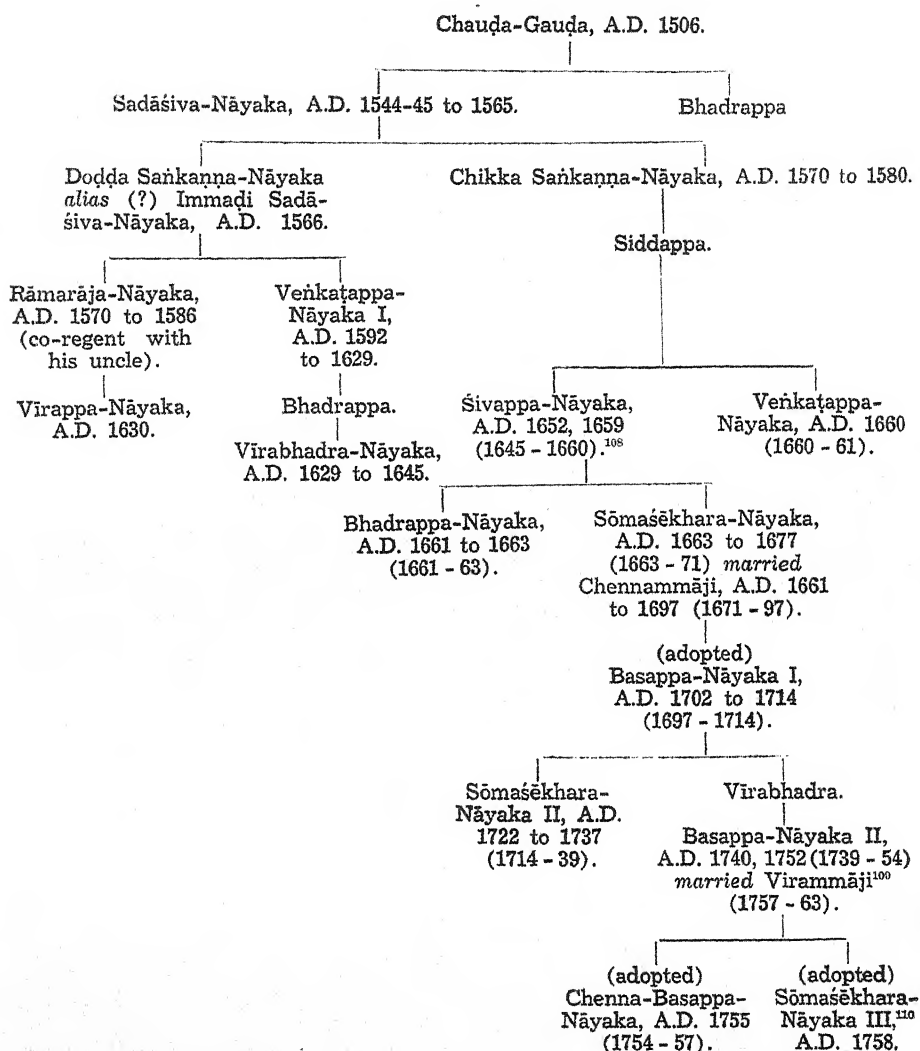 Chauḍa-Gauḍa, A.D. 1506.
Sadāśiva-Nāyaka, A.D. 1544-45 to 1565.
Bhadrappa
Doḍḍa Saṅkaṇṇa-Nāyaka
alias (?) Immaḍi Sadā-
śiva-Nāyaka, A.D. 1566.
Chikka Saṅkaṇṇa-Nāyaka, A.D. 1570 to 1580.
Siddappa.
Rāmarāja-Nāyaka,
A.D. 1570 to 1586
(co-regent with
his uncle).
Veṅkaṭappa-
Nāyaka I,
A.D. 1592
to 1629.
Vīrappa-Nāyaka,
A.D. 1630.
Bhadrappa.
Vīrabhadra-Nāyaka,
A.D. 1629 to 1645.
Śivappa-Nāyaka,
A.D. 1652, 1659
(1645 - 1660).¹⁰⁸
Veṅkaṭappa-
Nāyaka, A.D. 1660
(1660 - 61).
Bhadrappa-Nāyaka,
A.D. 1661 to 1663
(1661 - 63).
Sōmaśēkhara-Nāyaka,
A.D. 1663 to 1677
(1663 - 71) married
Chennammāji, A.D. 1661
to 1697 (1671 - 97).
(adopted)
Basappa-Nāyaka I,
A.D. 1702 to 1714
(1697 - 1714).
Sōmaśēkhara-
Nāyaka II, A.D.
1722 to 1737
(1714 - 39).
Vīrabhadra.
Basappa-Nāyaka II,
A.D. 1740, 1752 (1739 - 54)
married Virammāji¹⁰⁹
(1757 - 63).
(adopted)
Chenna-Basappa-
Nāyaka, A.D. 1755
(1754 - 57).
(adopted)
Sōmaśēkhara-
Nāyaka III,¹¹⁰
A.D. 1758.